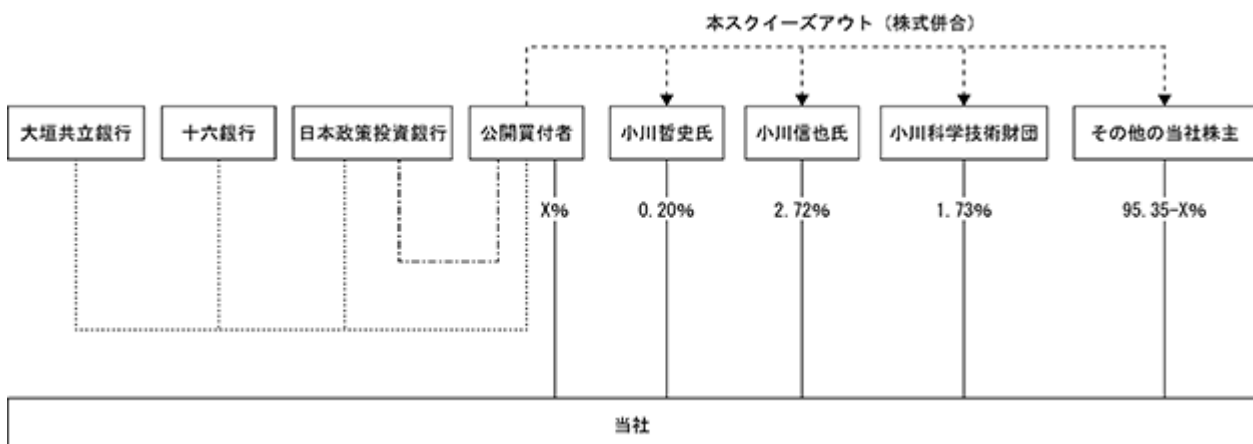 本スクイーズアウト（株式併合）
大垣共立銀行
十六銀行
日本政策投資銀行
公開買付者
小川哲史氏
小川信也氏
小川科学技術財団
その他の当社株主
X%
0.20%
2.72%
1.73%
95.35-X%
当社